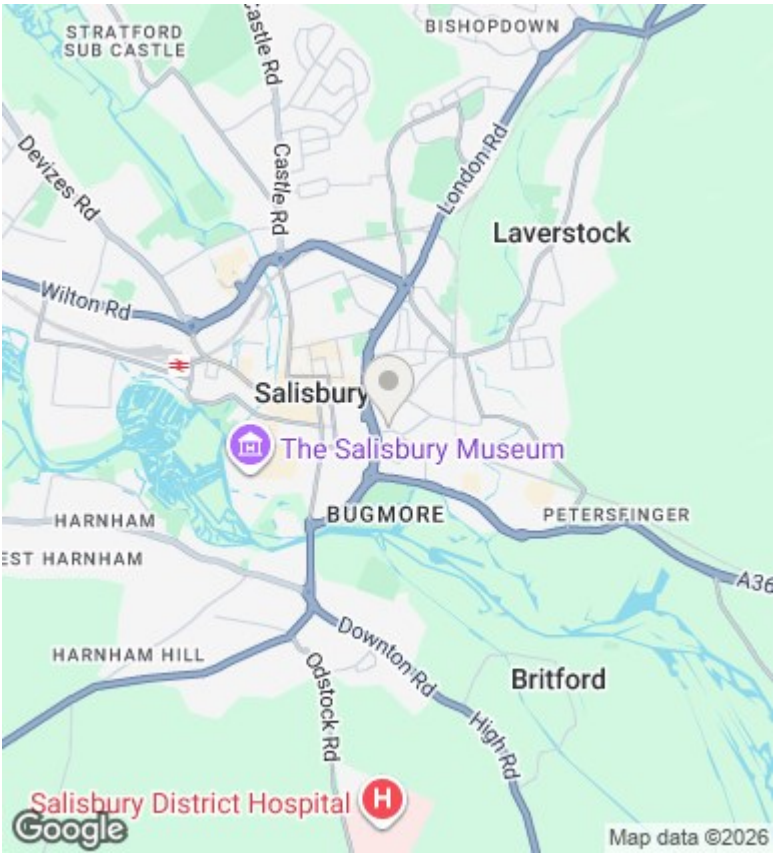 STRATFORD
SUB CASTLE
Castle Rd
BISHOPDOWN
Devizes Rd
Castle Rd
London Rd
Laverstock
Wilton Rd
Salisbury
The Salisbury Museum
HARNHAM
BUGMORE
PETERSFINGER
EST HARNHAM
A36
HARNHAM HILL
Downton Rd
Britford
Odstock Rd
High Rd
Salisbury District Hospital
H
Google
Map data ©2026